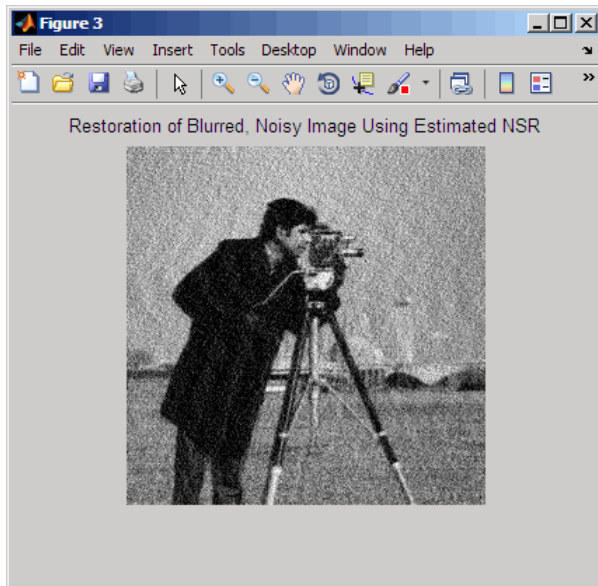 Figure 3
File Edit View Insert Tools Desktop Window Help
Restoration of Blurred, Noisy Image Using Estimated NSR